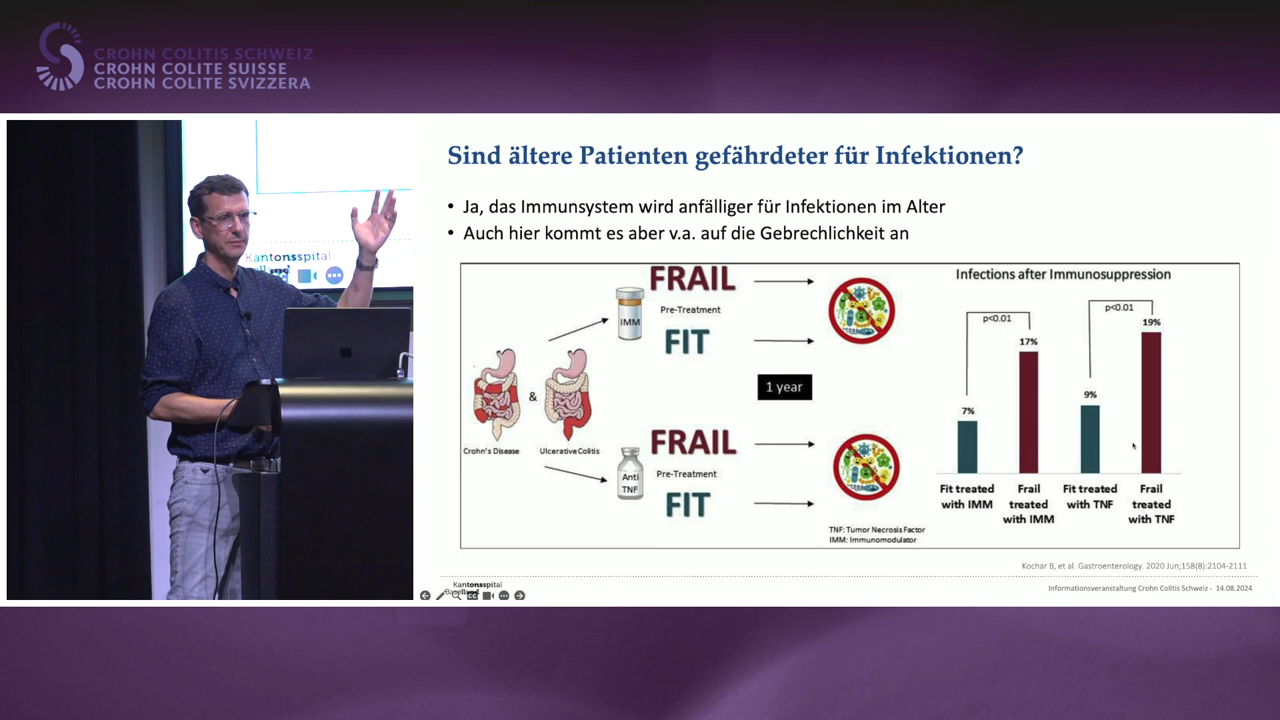 CROHN COLITIS SCHWEIZ
CROHN COLITE SUISSE
CROHN COLITE SVIZZERA
Kantonsspital
Sind ältere Patienten gefährdeter für Infektionen?
• Ja, das Immunsystem wird anfälliger für Infektionen im Alter
• Auch hier kommt es aber v.a. auf die Gebrechlichkeit an
FRAIL
IMM
Pre-Treatment
FIT
Crohn's Disease
&
Ulcerative Colitis
1 year
FRAIL
Anti
TNF
Pre-Treatment
FIT
TNF: Tumor Necrosis Factor
IMM: Immunomodulator
Infections after Immunosuppression
p<0.01
p<0.01
7%
17%
9%
19%
Fit treated
with IMM
Frail
treated
with IMM
Fit treated
with TNF
Frail
treated
with TNF
Kochar B, et al. Gastroenterology. 2020 Jun;158(8):2104-2111
Kantonsspital
Informationsveranstaltung Crohn Colitis Schweiz - 14.08.2024